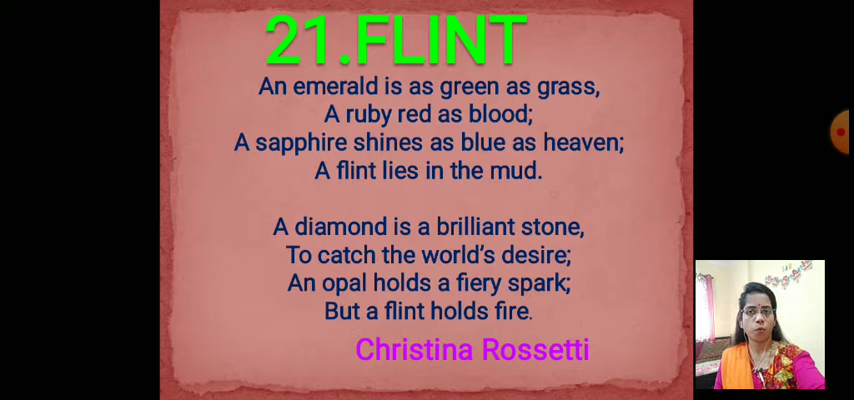 21.FLINT
An emerald is as green as grass,
A ruby red as blood;
A sapphire shines as blue as heaven;
A flint lies in the mud.
A diamond is a brilliant stone,
To catch the world's desire;
An opal holds a fiery spark;
But a flint holds fire.
Christina Rossetti